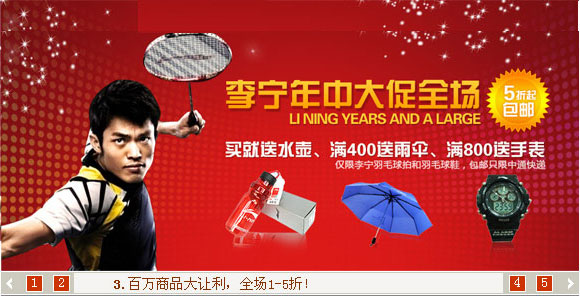 李宁年中大促全场
5折起
包邮
LI NING YEARS AND A LARGE
买就送水壶、满400送雨伞、满800送手表
仅限李宁羽毛球拍和羽毛球鞋，包邮只限中通快递
1 2 3.百万商品大让利，全场1-5折! 4 5